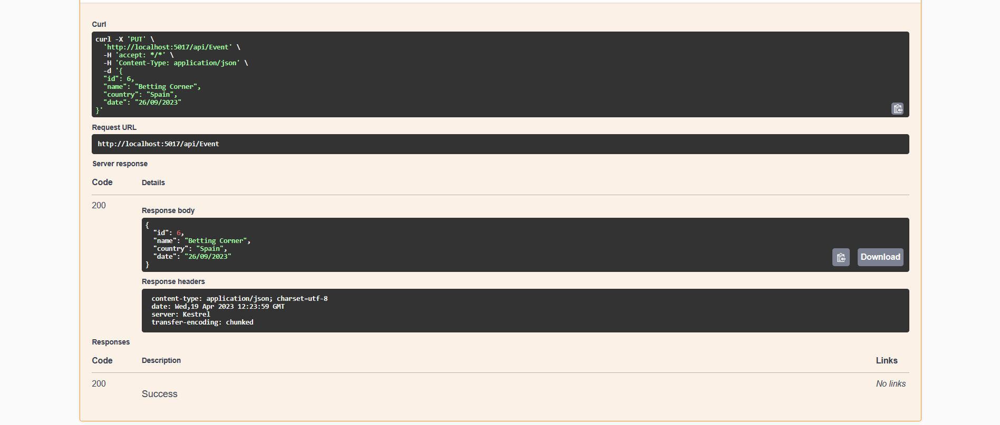 Curl
curl -X 'PUT' \
'http://localhost:5017/api/Event' \
-H 'accept: */*' \
-H 'Content-Type: application/json' \
-d '{
"id": 6,
"name": "Betting Corner",
"country": "Spain",
"date": "26/09/2023"
}'
Request URL
http://localhost:5017/api/Event
Server response
Code Details
200
Response body
{
"id": 6,
"name": "Betting Corner",
"country": "Spain",
"date": "26/09/2023"
}
Download
Response headers
content-type: application/json; charset=utf-8
date: Wed,19 Apr 2023 12:23:59 GMT
server: Kestrel
transfer-encoding: chunked
Responses
Code Description Links
200 No links
Success